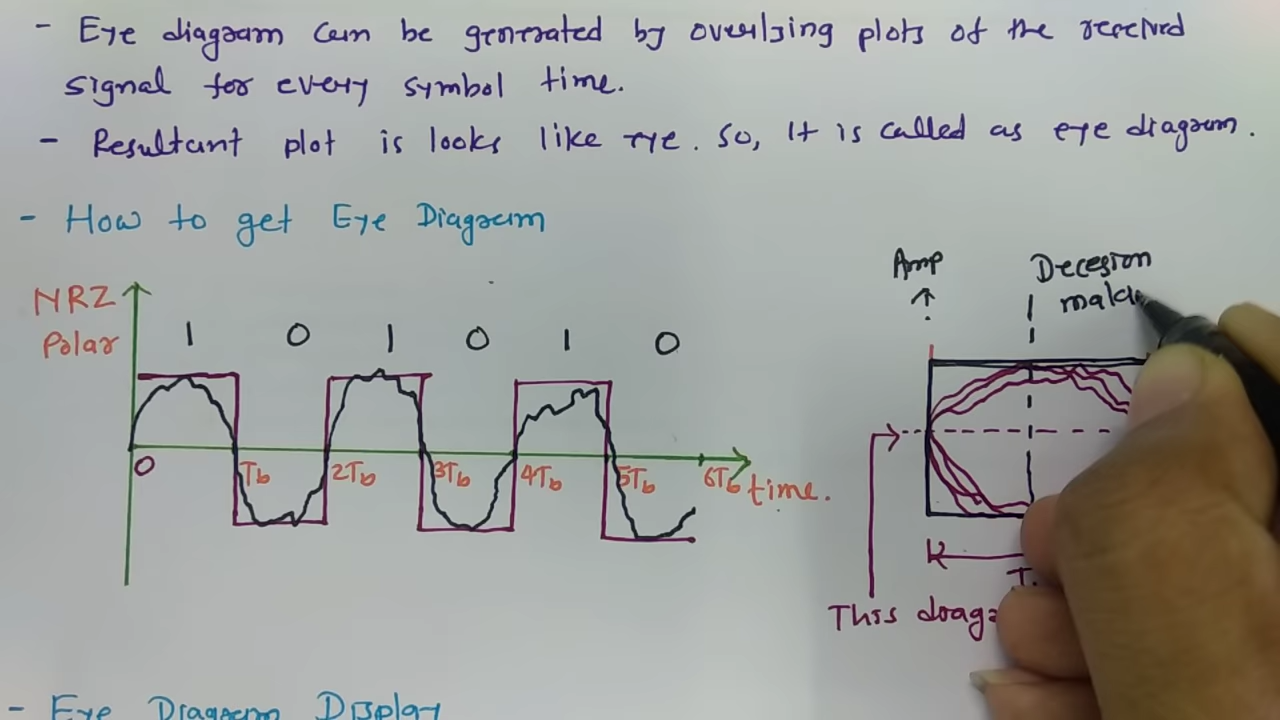 - Eye diagram can be generated by overlying plots of the received
signal for every symbol time.
- Resultant plot is looks like eye. so, It is called as eye diagram.
- How to get Eye Diagram
NRZ
Polar
1 0 1 0 1 0
0 Tb 2Tb 3Tb 4Tb 5Tb 6Tb time.
Amp
Decesion
This
- Eye Diagram Display